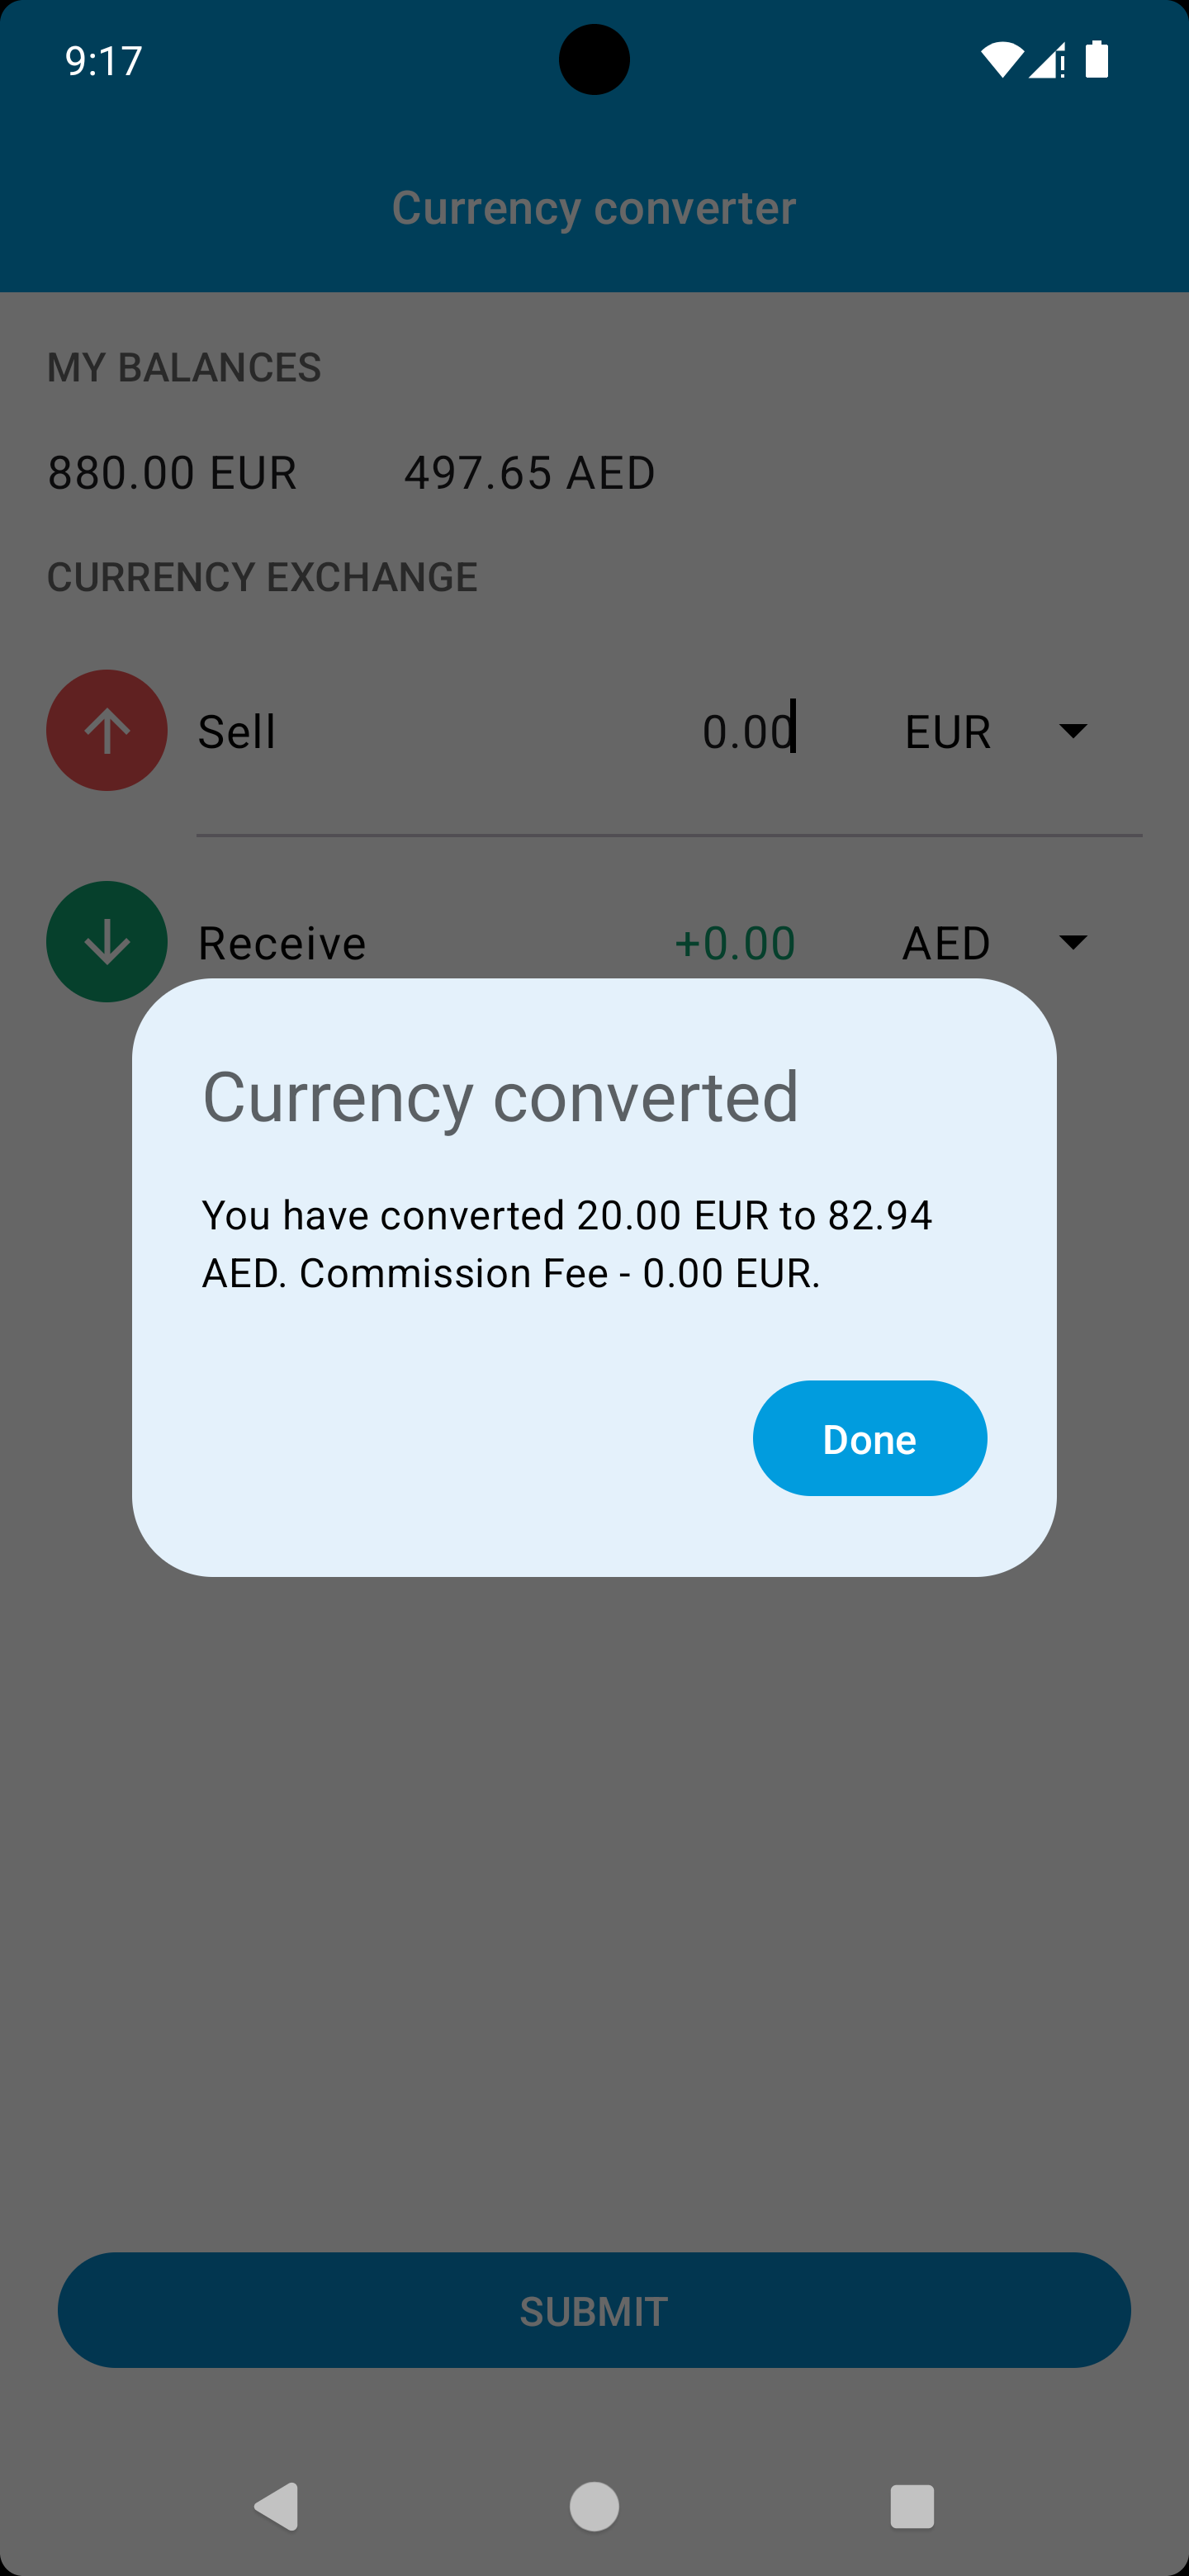 9:17
Currency converter
MY BALANCES
880.00 EUR 497.65 AED
CURRENCY EXCHANGE
Sell 0.00 EUR
Receive +0.00 AED
Currency converted
You have converted 20.00 EUR to 82.94
AED. Commission Fee - 0.00 EUR.
Done
SUBMIT